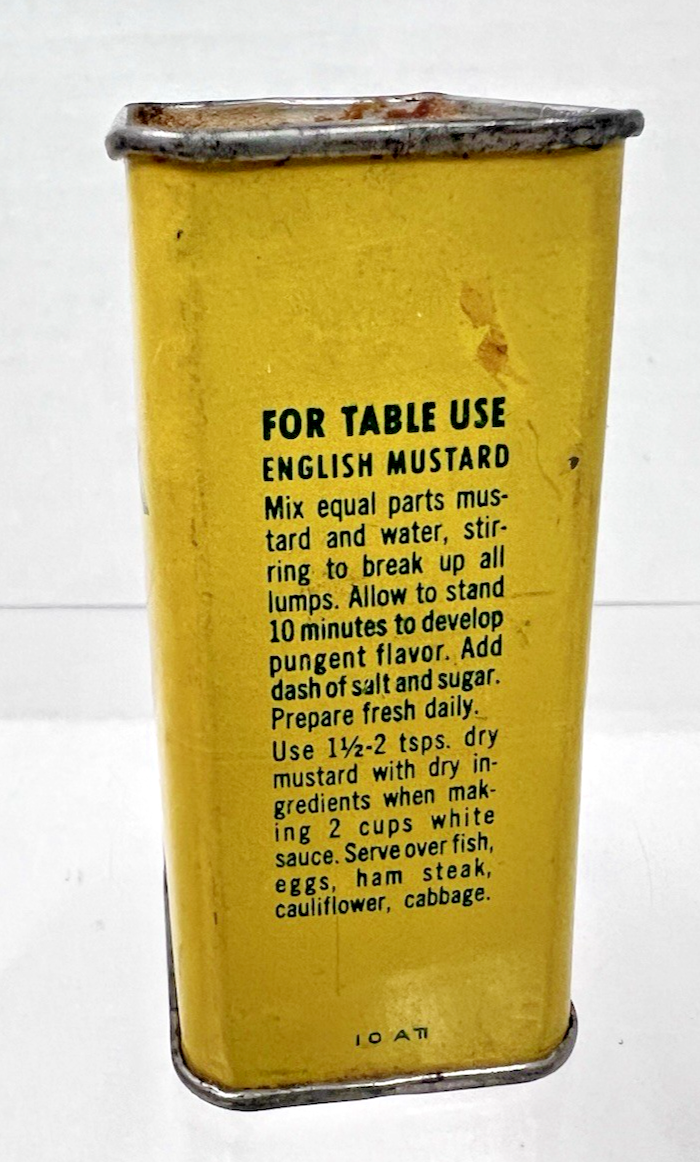 FOR TABLE USE
ENGLISH MUSTARD
Mix equal parts mus-
tard and water, stir-
ring to break up all
lumps. Allow to stand
10 minutes to develop
pungent flavor. Add
dash of salt and sugar.
Prepare fresh daily.
Use 1½-2 tsps. dry
mustard with dry in-
gredients when mak-
ing 2 cups white
sauce. Serve over fish,
eggs, ham steak,
cauliflower, cabbage.